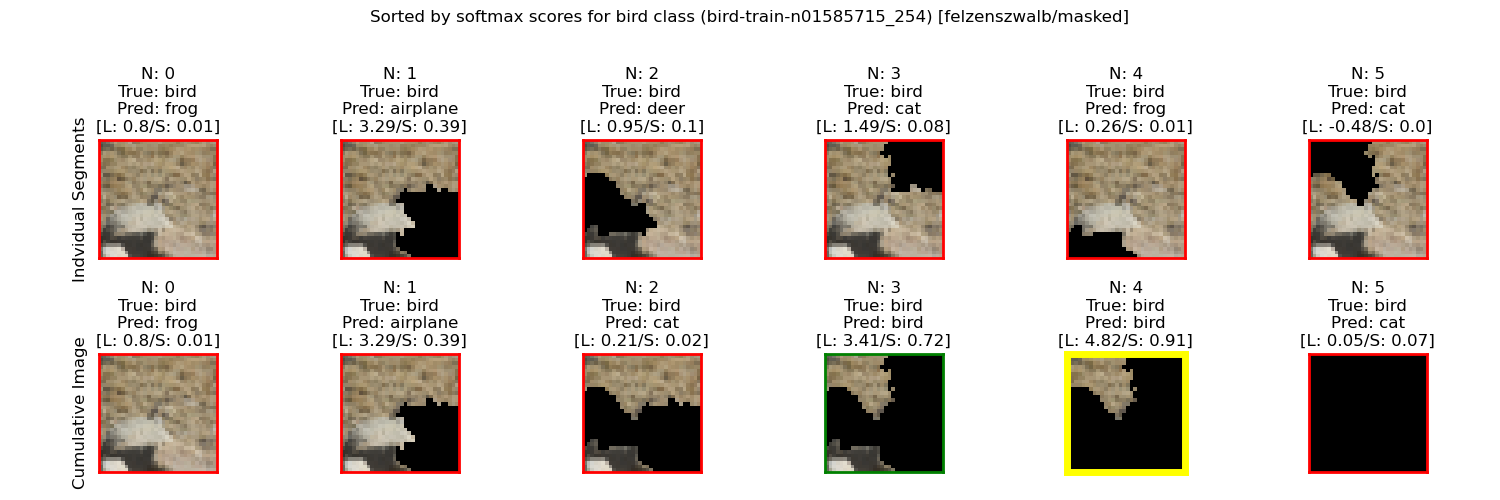 Sorted by softmax scores for bird class (bird-train-n01585715_254) [felzenszwalb/masked]
Indvidual Segments
N: 0
True: bird
Pred: frog
[L: 0.8/S: 0.01]
N: 1
True: bird
Pred: airplane
[L: 3.29/S: 0.39]
N: 2
True: bird
Pred: deer
[L: 0.95/S: 0.1]
N: 3
True: bird
Pred: cat
[L: 1.49/S: 0.08]
N: 4
True: bird
Pred: frog
[L: 0.26/S: 0.01]
N: 5
True: bird
Pred: cat
[L: -0.48/S: 0.0]
Cumulative Image
N: 0
True: bird
Pred: frog
[L: 0.8/S: 0.01]
N: 1
True: bird
Pred: airplane
[L: 3.29/S: 0.39]
N: 2
True: bird
Pred: cat
[L: 0.21/S: 0.02]
N: 3
True: bird
Pred: bird
[L: 3.41/S: 0.72]
N: 4
True: bird
Pred: bird
[L: 4.82/S: 0.91]
N: 5
True: bird
Pred: cat
[L: 0.05/S: 0.07]